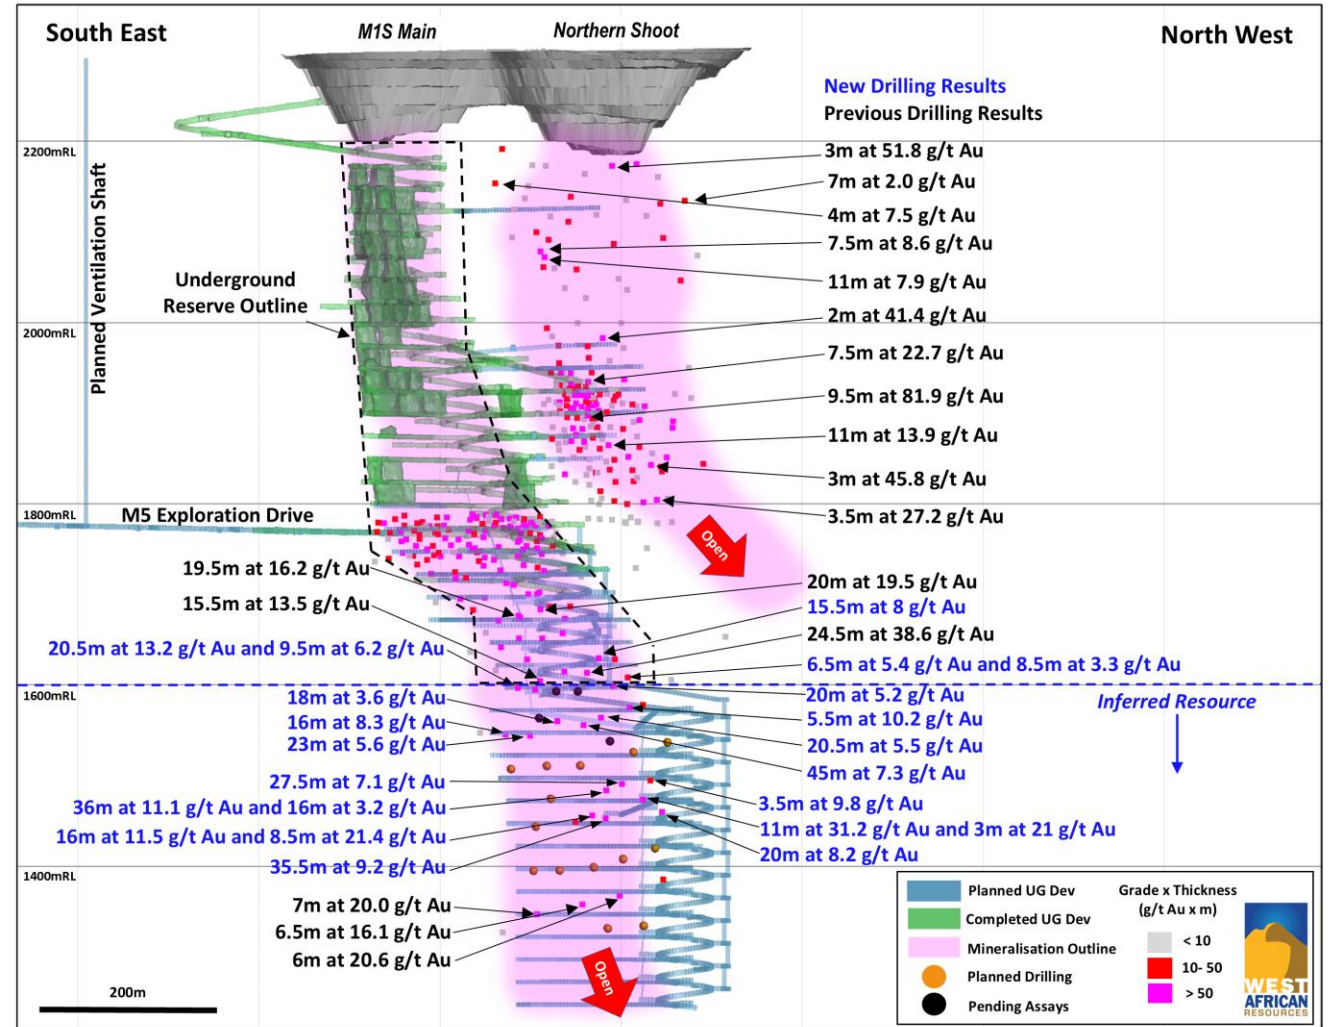 South East
M1S Main
Northern Shoot
North West
New Drilling Results
Previous Drilling Results
2200mRL
3m at 51.8 g/t Au
7m at 2.0 g/t Au
4m at 7.5 g/t Au
7.5m at 8.6 g/t Au
11m at 7.9 g/t Au
Planned Ventilation Shaft
Underground
Reserve Outline
2m at 41.4 g/t Au
2000mRL
7.5m at 22.7 g/t Au
9.5m at 81.9 g/t Au
11m at 13.9 g/t Au
3m at 45.8 g/t Au
3.5m at 27.2 g/t Au
1800mRL
M5 Exploration Drive
Open
19.5m at 16.2 g/t Au
15.5m at 13.5 g/t Au
20.5m at 13.2 g/t Au and 9.5m at 6.2 g/t Au
20m at 19.5 g/t Au
15.5m at 8 g/t Au
24.5m at 38.6 g/t Au
6.5m at 5.4 g/t Au and 8.5m at 3.3 g/t Au
1600mRL
18m at 3.6 g/t Au
16m at 8.3 g/t Au
23m at 5.6 g/t Au
27.5m at 7.1 g/t Au
36m at 11.1 g/t Au and 16m at 3.2 g/t Au
16m at 11.5 g/t Au and 8.5m at 21.4 g/t Au
35.5m at 9.2 g/t Au
20m at 5.2 g/t Au
5.5m at 10.2 g/t Au
20.5m at 5.5 g/t Au
45m at 7.3 g/t Au
3.5m at 9.8 g/t Au
11m at 31.2 g/t Au and 3m at 21 g/t Au
20m at 8.2 g/t Au
Inferred Resource
1400mRL
7m at 20.0 g/t Au
6.5m at 16.1 g/t Au
6m at 20.6 g/t Au
Open
200m
Planned UG Dev
Completed UG Dev
Mineralisation Outline
Planned Drilling
Pending Assays
Grade x Thickness
(g/t Au x m)
< 10
10- 50
> 50
WEST
AFRICAN
RESOURCES